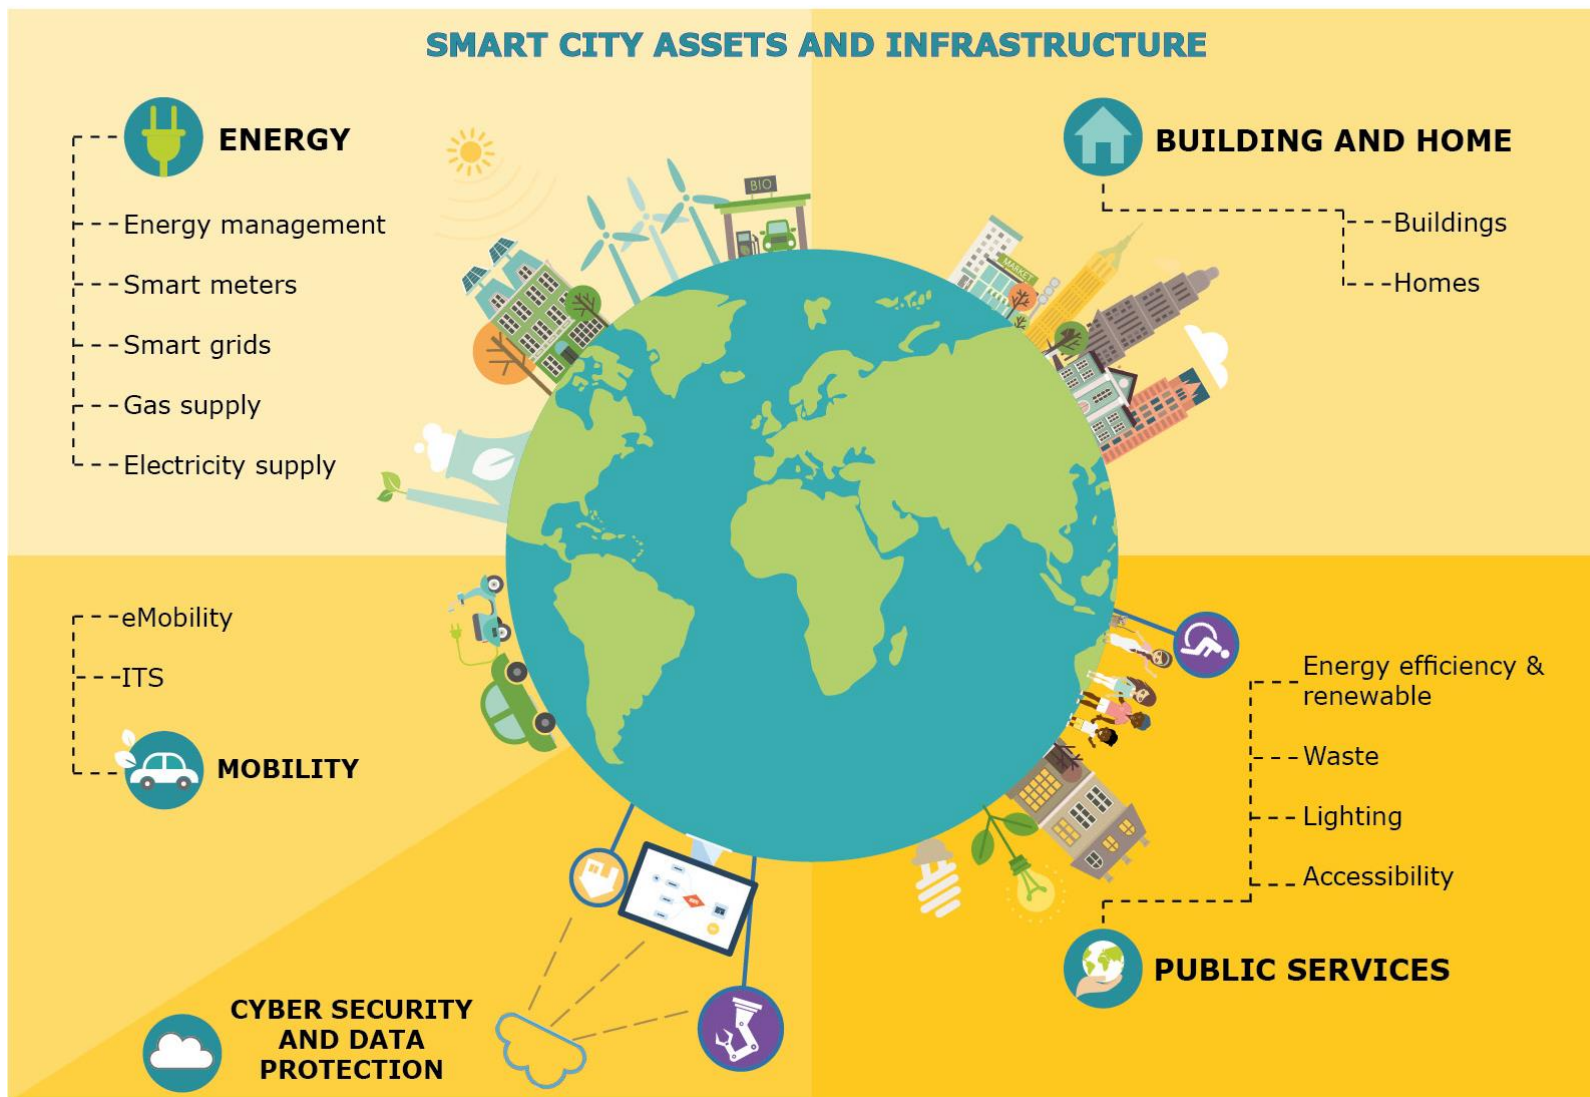 SMART CITY ASSETS AND INFRASTRUCTURE
ENERGY
Energy management
Smart meters
Smart grids
Gas supply
Electricity supply
BIO
BUILDING AND HOME
Buildings
Homes
MARKET
eMobility
ITS
MOBILITY
Energy efficiency &
renewable
Waste
Lighting
Accessibility
PUBLIC SERVICES
CYBER SECURITY
AND DATA
PROTECTION